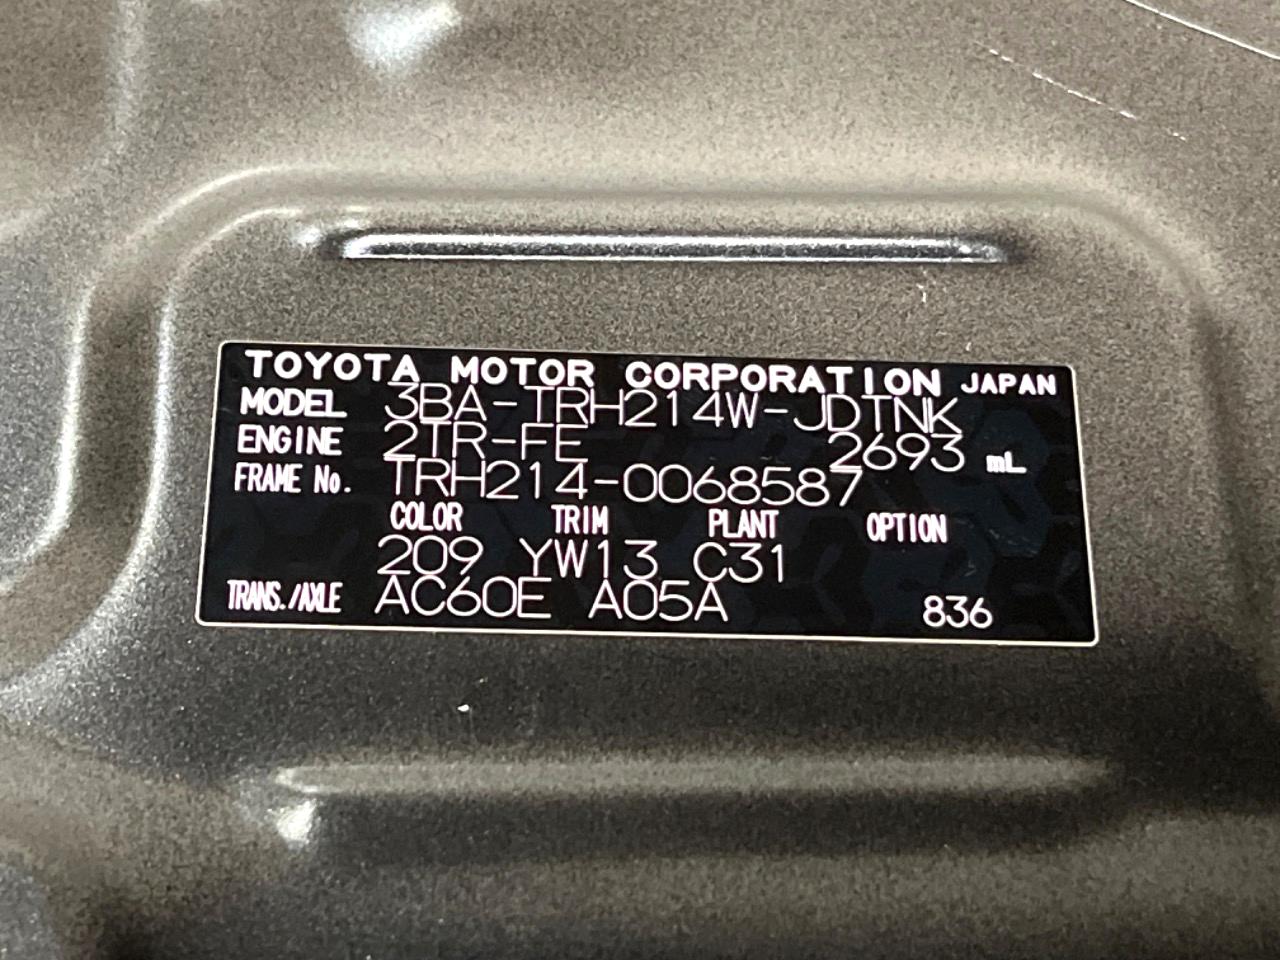 TOYOTA MOTOR CORPORATION JAPAN
MODEL 3BA-TRH214W-JDTNK
ENGINE 2TR-FE 2693 mL
FRAME No. TRH214-0068587
COLOR TRIM PLANT OPTION
209 YW13 C31
TRANS./AXLE AC60E A05A 836